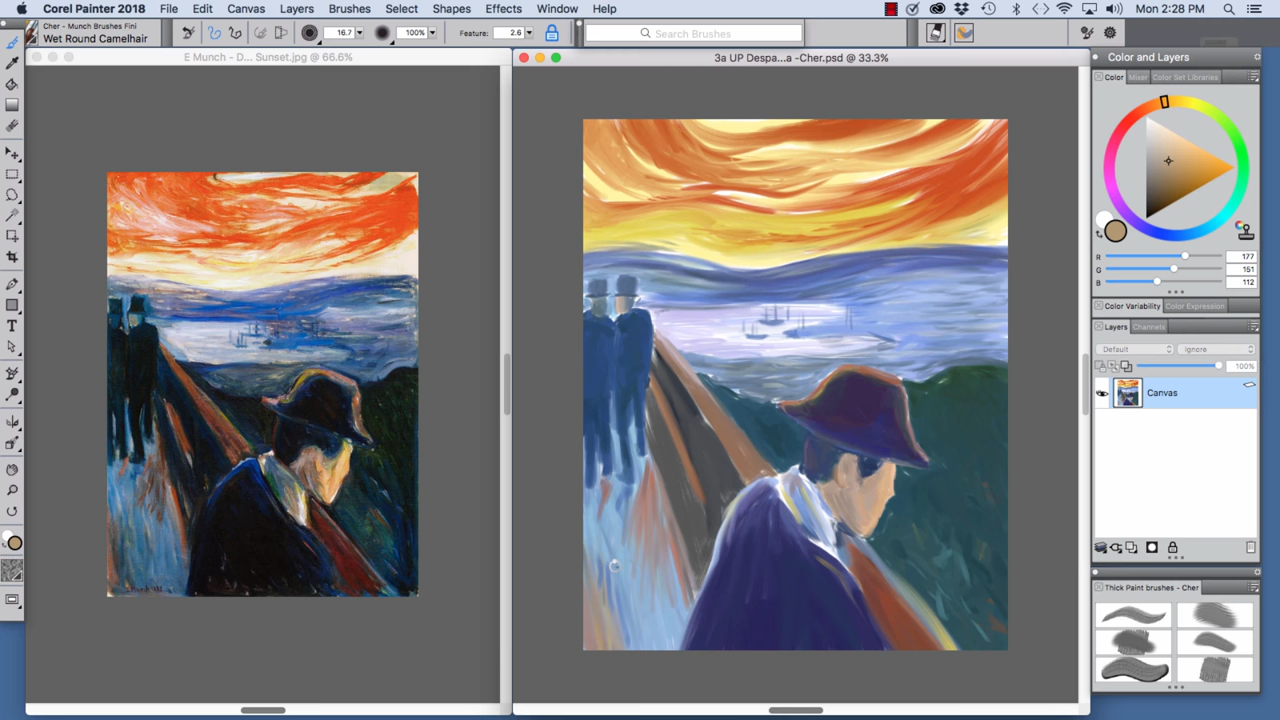 Corel Painter 2018 File Edit Canvas Layers Brushes Select Shapes Effects Window Help Mon 2:28 PM
Cher - Munch Brushes Fini
Wet Round Camelhair
16.7
100%
Feature: 2.6
Search Brushes
E Munch - D... Sunset.jpg @ 66.6%
3a UP Despa...a -Cher.psd @ 33.3%
Color and Layers
Color Mixer Color Set Libraries
R 177
G 151
B 112
Color Variability Color Expression
Layers Channels
Default Ignore
100%
Canvas
Thick Paint brushes - Cher